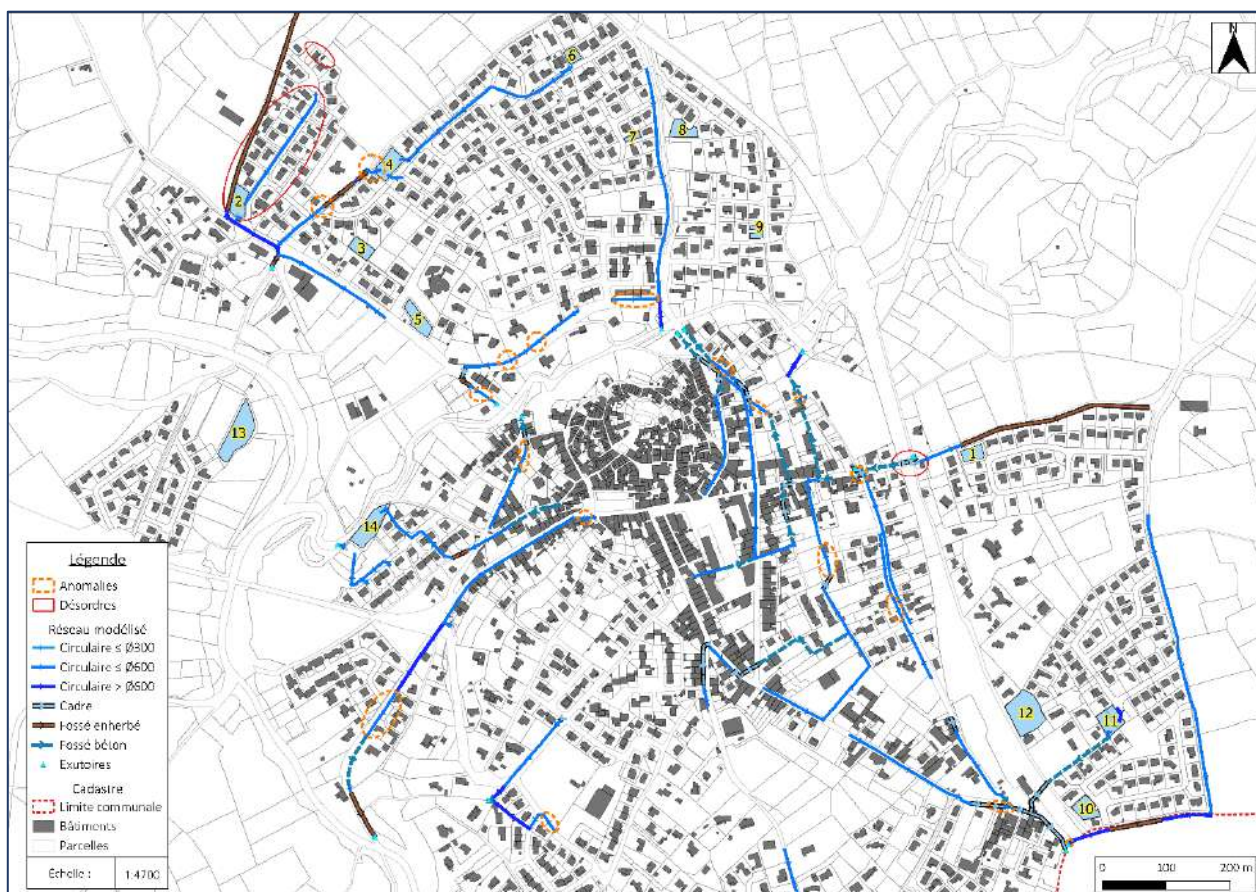 N
6
4
7
8
2
9
3
5
13
1
14
12
11
10
Légende
Anomalies
Désordres
Réseau modélisé
Circulaire ≤ Ø300
Circulaire ≤ Ø600
Circulaire > Ø600
Cadre
Fossé enherbé
Fossé béton
Exutoires
Cadastre
Limite communale
Bâtiments
Parcelles
Échelle : 1:4700
0 100 200 m